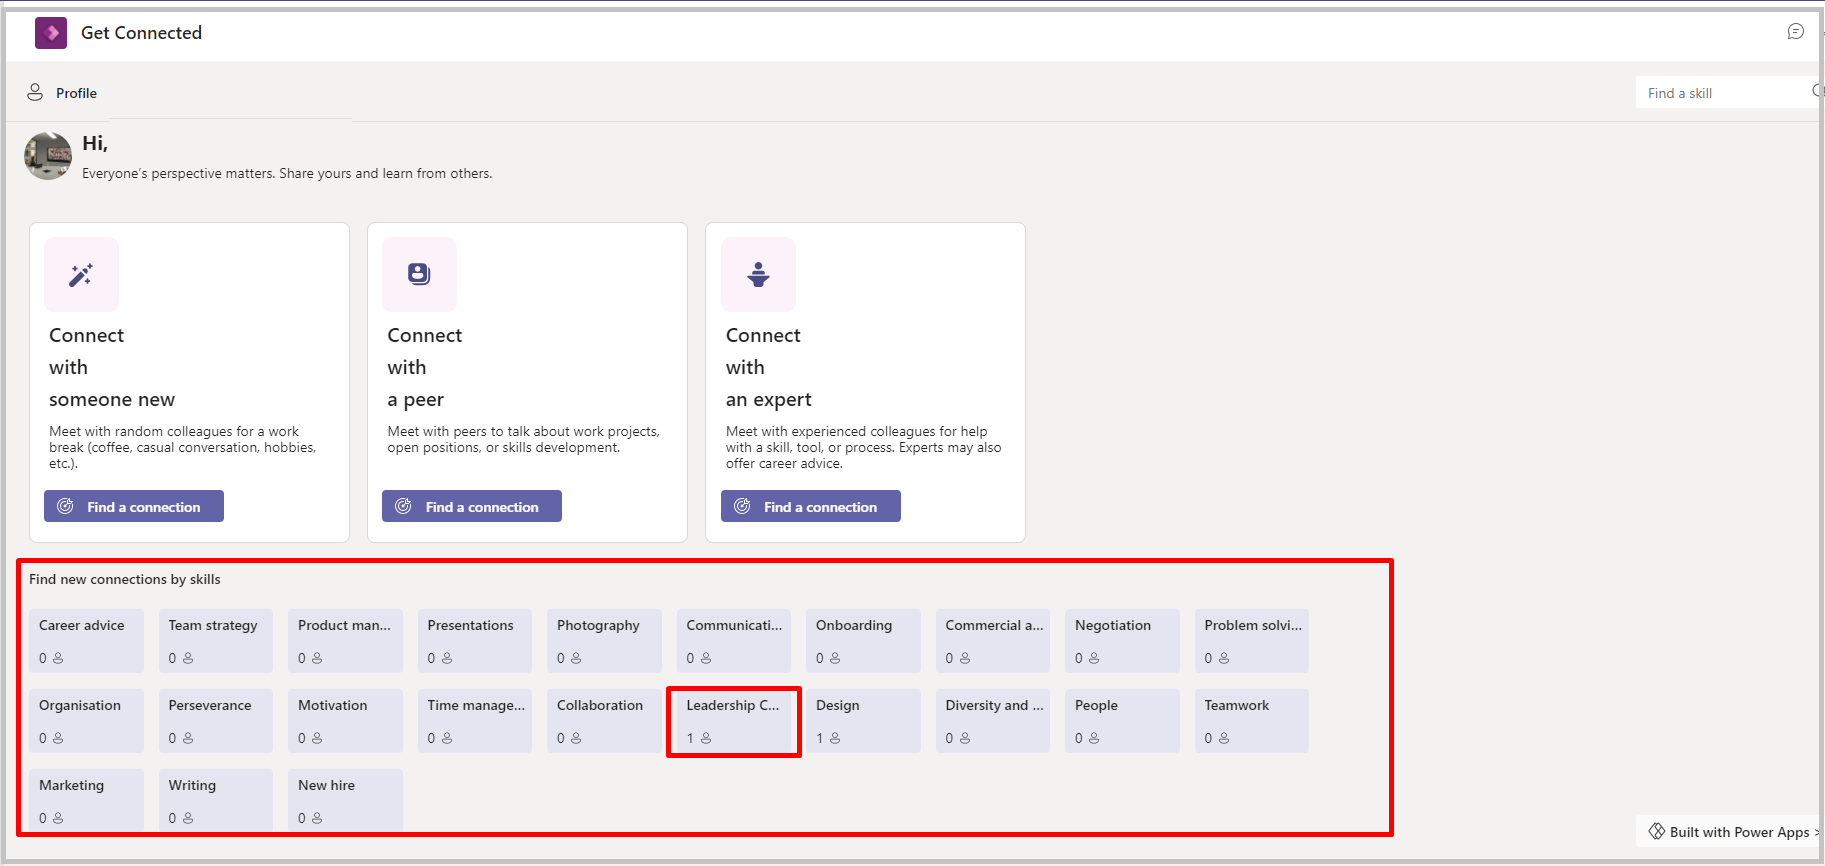 Get Connected
Profile
Find a skill
Hi,
Everyone's perspective matters. Share yours and learn from others.
Connect
with
someone new
Meet with random colleagues for a work
break (coffee, casual conversation, hobbies,
etc.).
Find a connection
Connect
with
a peer
Meet with peers to talk about work projects,
open positions, or skills development.
Find a connection
Connect
with
an expert
Meet with experienced colleagues for help
with a skill, tool, or process. Experts may also
offer career advice.
Find a connection
Find new connections by skills
Career advice
0
Team strategy
0
Product man...
0
Presentations
0
Photography
0
Communicati...
0
Onboarding
0
Commercial a...
0
Negotiation
0
Problem solvi...
0
Organisation
0
Perseverance
0
Motivation
0
Time manage...
0
Collaboration
0
Leadership C...
1
Design
1
Diversity and ...
0
People
0
Teamwork
0
Marketing
0
Writing
0
New hire
0
Built with Power Apps >